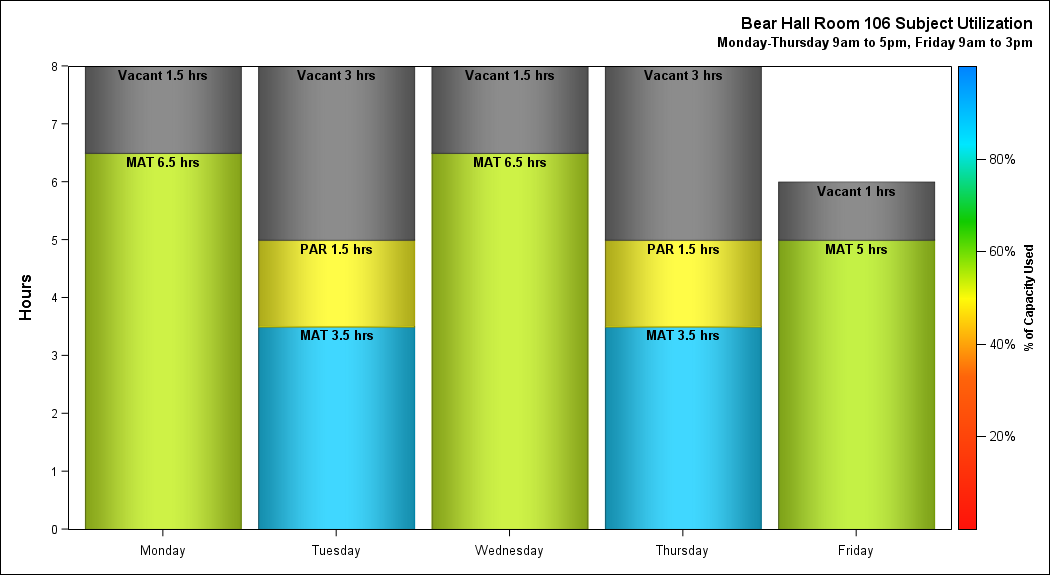 Bear Hall Room 106 Subject Utilization
Monday-Thursday 9am to 5pm, Friday 9am to 3pm
8
7
6
5
4
3
2
1
0
Hours
Vacant 1.5 hrs
MAT 6.5 hrs
Vacant 3 hrs
PAR 1.5 hrs
MAT 3.5 hrs
Vacant 1.5 hrs
MAT 6.5 hrs
Vacant 3 hrs
PAR 1.5 hrs
MAT 3.5 hrs
Vacant 1 hrs
MAT 5 hrs
Monday
Tuesday
Wednesday
Thursday
Friday
80%
60%
40%
20%
% of Capacity Used